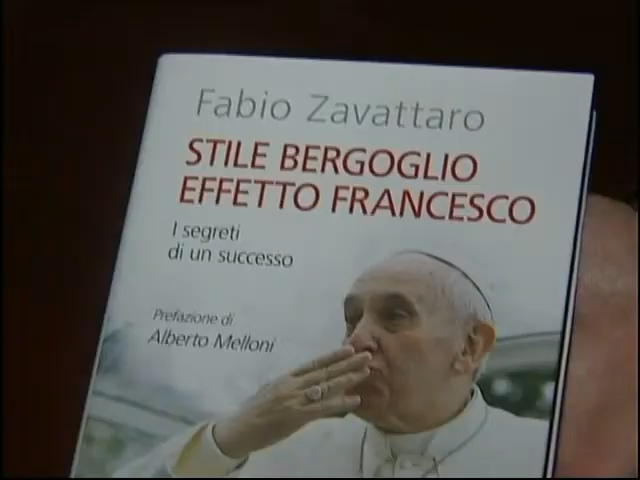 Fabio Zavattaro
STILE BERGOGLIO
EFFETTO FRANCESCO
I segreti
di un successo
Prefazione di
Alberto Melloni